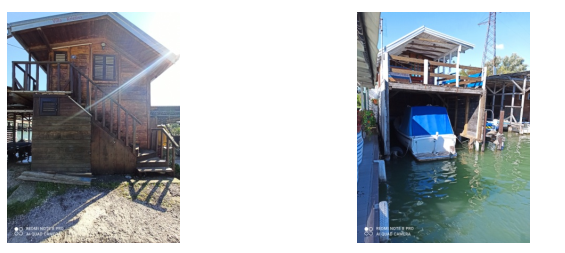 REDMI NOTE 8 PRO
AI QUAD CAMERA
REDMI NOTE 8 PRO
AI QUAD CAMERA